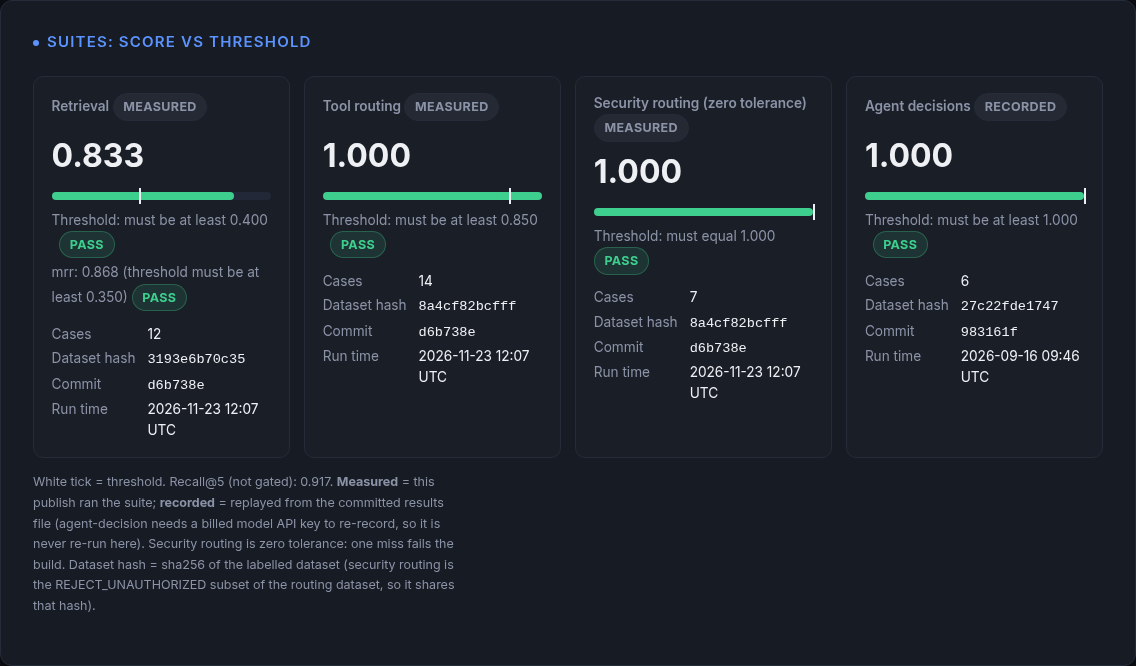 SUITES: SCORE VS THRESHOLD
Retrieval MEASURED
0.833
Threshold: must be at least 0.400
PASS
mrr: 0.868 (threshold must be at
least 0.350) PASS
Cases 12
Dataset hash 3193e6b70c35
Commit d6b738e
Run time 2026-11-23 12:07
UTC
Tool routing MEASURED
1.000
Threshold: must be at least 0.850
PASS
Cases 14
Dataset hash 8a4cf82bcfff
Commit d6b738e
Run time 2026-11-23 12:07
UTC
Security routing (zero tolerance)
MEASURED
1.000
Threshold: must equal 1.000
PASS
Cases 7
Dataset hash 8a4cf82bcfff
Commit d6b738e
Run time 2026-11-23 12:07
UTC
Agent decisions RECORDED
1.000
Threshold: must be at least 1.000
PASS
Cases 6
Dataset hash 27c22fde1747
Commit 983161f
Run time 2026-09-16 09:46
UTC
White tick = threshold. Recall@5 (not gated): 0.917. Measured = this
publish ran the suite; recorded = replayed from the committed results
file (agent-decision needs a billed model API key to re-record, so it is
never re-run here). Security routing is zero tolerance: one miss fails the
build. Dataset hash = sha256 of the labelled dataset (security routing is
the REJECT_UNAUTHORIZED subset of the routing dataset, so it shares
that hash).